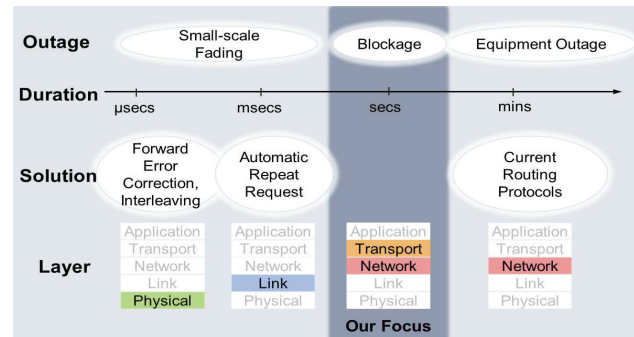 Outage
Small-scale
Fading
Blockage
Equipment Outage
Duration
µsecs
msecs
secs
mins
Solution
Forward
Error
Correction,
Interleaving
Automatic
Repeat
Request
Current
Routing
Protocols
Layer
Application
Transport
Network
Link
Physical
Application
Transport
Network
Link
Physical
Application
Transport
Network
Link
Physical
Application
Transport
Network
Link
Physical
Our Focus